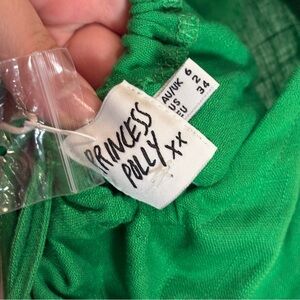 PRINCESS
POLLY xx
AU/UK 6
US 2
EU 34